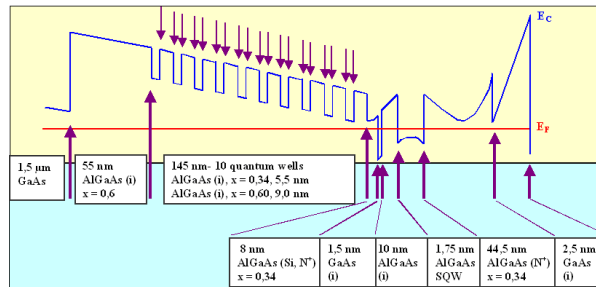 E_C
E_F
1,5 µm
GaAs
55 nm
AlGaAs (i)
x = 0,6
145 nm- 10 quantum wells
AlGaAs (i), x = 0,34, 5,5 nm
AlGaAs (i), x = 0,60, 9,0 nm
8 nm
AlGaAs (Si, N⁺)
x = 0,34
1,5 nm
GaAs
(i)
10 nm
AlGaAs
(i)
1,75 nm
AlGaAs
SQW
44,5 nm
AlGaAs (N⁺)
x = 0,34
2,5 nm
GaAs
(i)